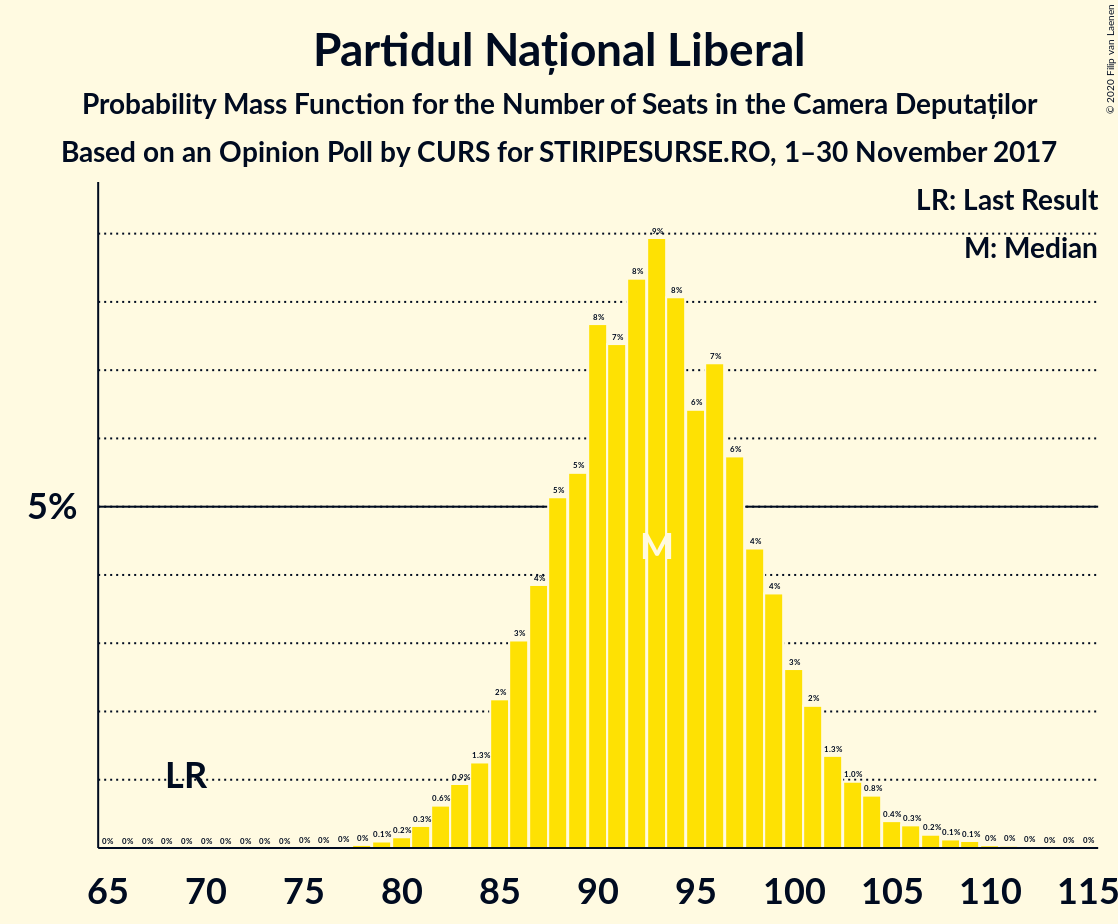 Partidul Național Liberal
Probability Mass Function for the Number of Seats in the Camera Deputaților
Based on an Opinion Poll by CURS for STIRIPESURSE.RO, 1–30 November 2017
© 2020 Filip van Laenen
LR: Last Result
M: Median
5%
LR
M
0% 0% 0% 0% 0% 0% 0% 0% 0% 0% 0% 0% 0% 0% 0.1% 0.2% 0.3% 0.6% 0.9% 1.3% 2% 3% 4% 5% 5% 8% 7% 8% 9% 8% 6% 7% 6% 4% 4% 3% 2% 1.3% 1.0% 0.8% 0.4% 0.3% 0.2% 0.1% 0.1% 0% 0% 0% 0% 0% 0%
65 70 75 80 85 90 95 100 105 110 115